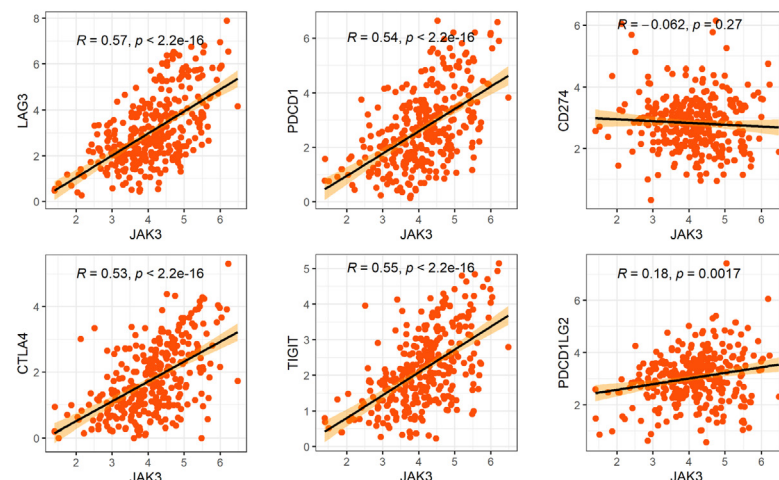 R = 0.57, p < 2.2e-16
LAG3
8
6
4
2
0
2 3 4 5 6
JAK3
R = 0.54, p < 2.2e-16
PDCD1
6
4
2
0
2 3 4 5 6
JAK3
R = −0.062, p = 0.27
CD274
6
4
2
2 3 4 5 6
JAK3
R = 0.53, p < 2.2e-16
CTLA4
4
2
0
2 3 4 5 6
JAK3
R = 0.55, p < 2.2e-16
TIGIT
5
4
3
2
1
0
2 3 4 5 6
JAK3
R = 0.18, p = 0.0017
PDCD1LG2
6
4
2
2 3 4 5 6
JAK3